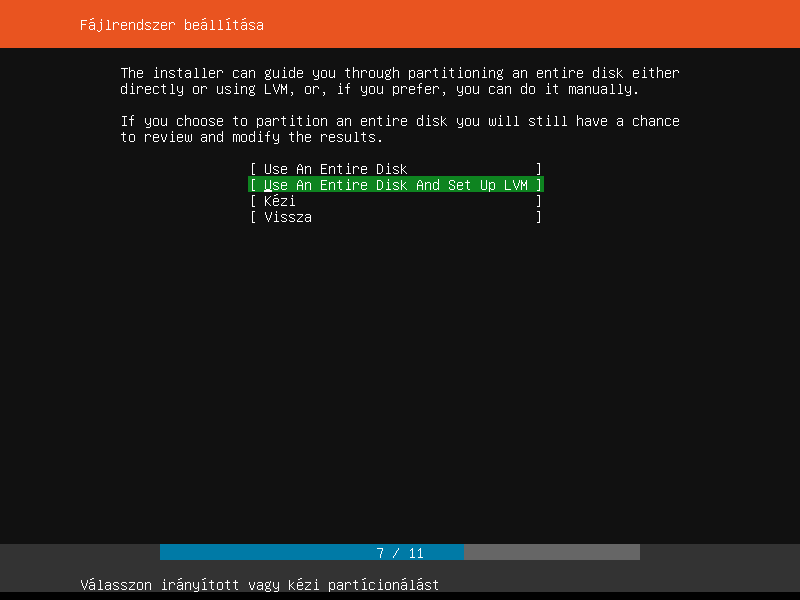 Fájlrendszer beállítása
The installer can guide you through partitioning an entire disk either
directly or using LVM, or, if you prefer, you can do it manually.
If you choose to partition an entire disk you will still have a chance
to review and modify the results.
[ Use An Entire Disk ]
[ Use An Entire Disk And Set Up LVM ]
[ Kézi ]
[ Vissza ]
7 / 11
Válasszon irányított vagy kézi partícionálást